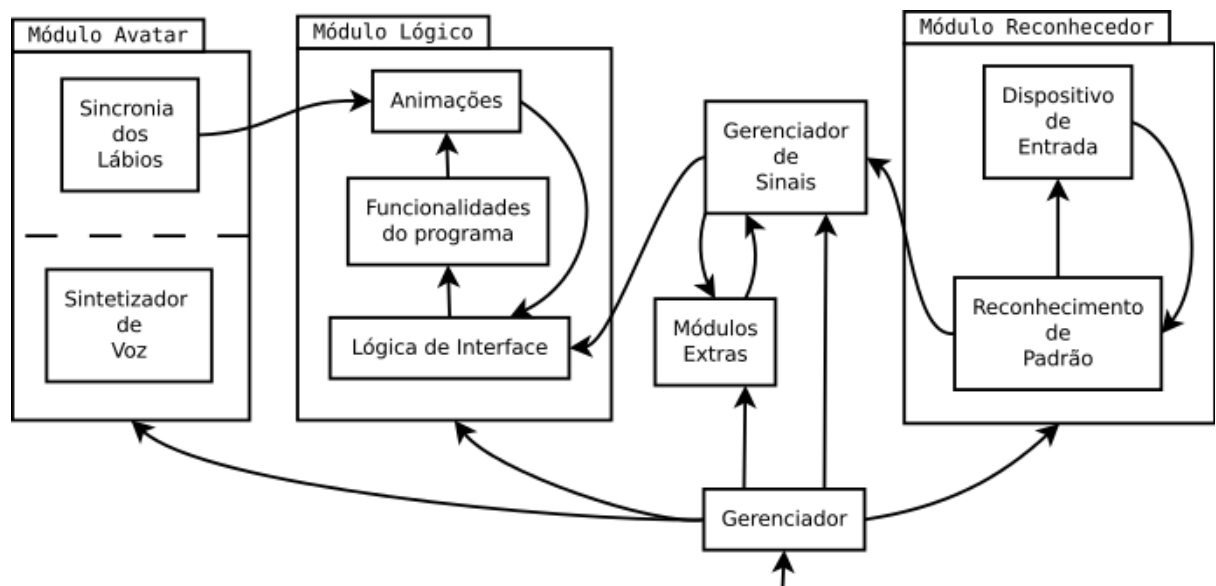 Módulo Avatar
Sincronia
dos
Lábios
Sintetizador
de
Voz
Módulo Lógico
Animações
Funcionalidades
do programa
Lógica de Interface
Gerenciador
de
Sinais
Módulos
Extras
Gerenciador
Módulo Reconhecedor
Dispositivo
de
Entrada
Reconhecimento
de
Padrão